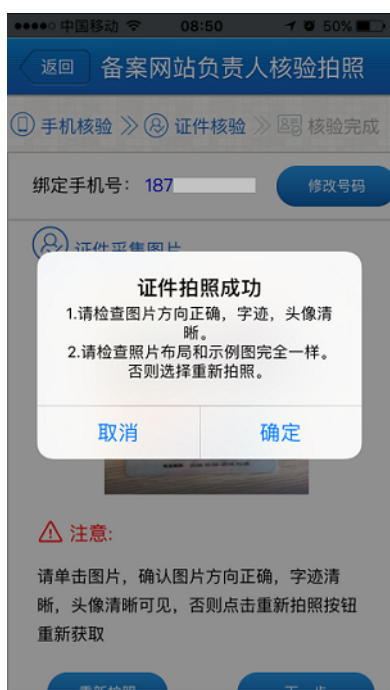 中国移动 08:50 50%
返回 备案网站负责人核验拍照
手机核验 证件核验 核验完成
绑定手机号：187 修改号码
证件采集图片
证件拍照成功
1.请检查图片方向正确，字迹，头像清
晰。
2.请检查照片布局和示例图完全一样。
否则选择重新拍照。
取消 确定
注意:
请单击图片，确认图片方向正确，字迹清
晰，头像清晰可见，否则点击重新拍照按钮
重新获取
重新拍照 下一步